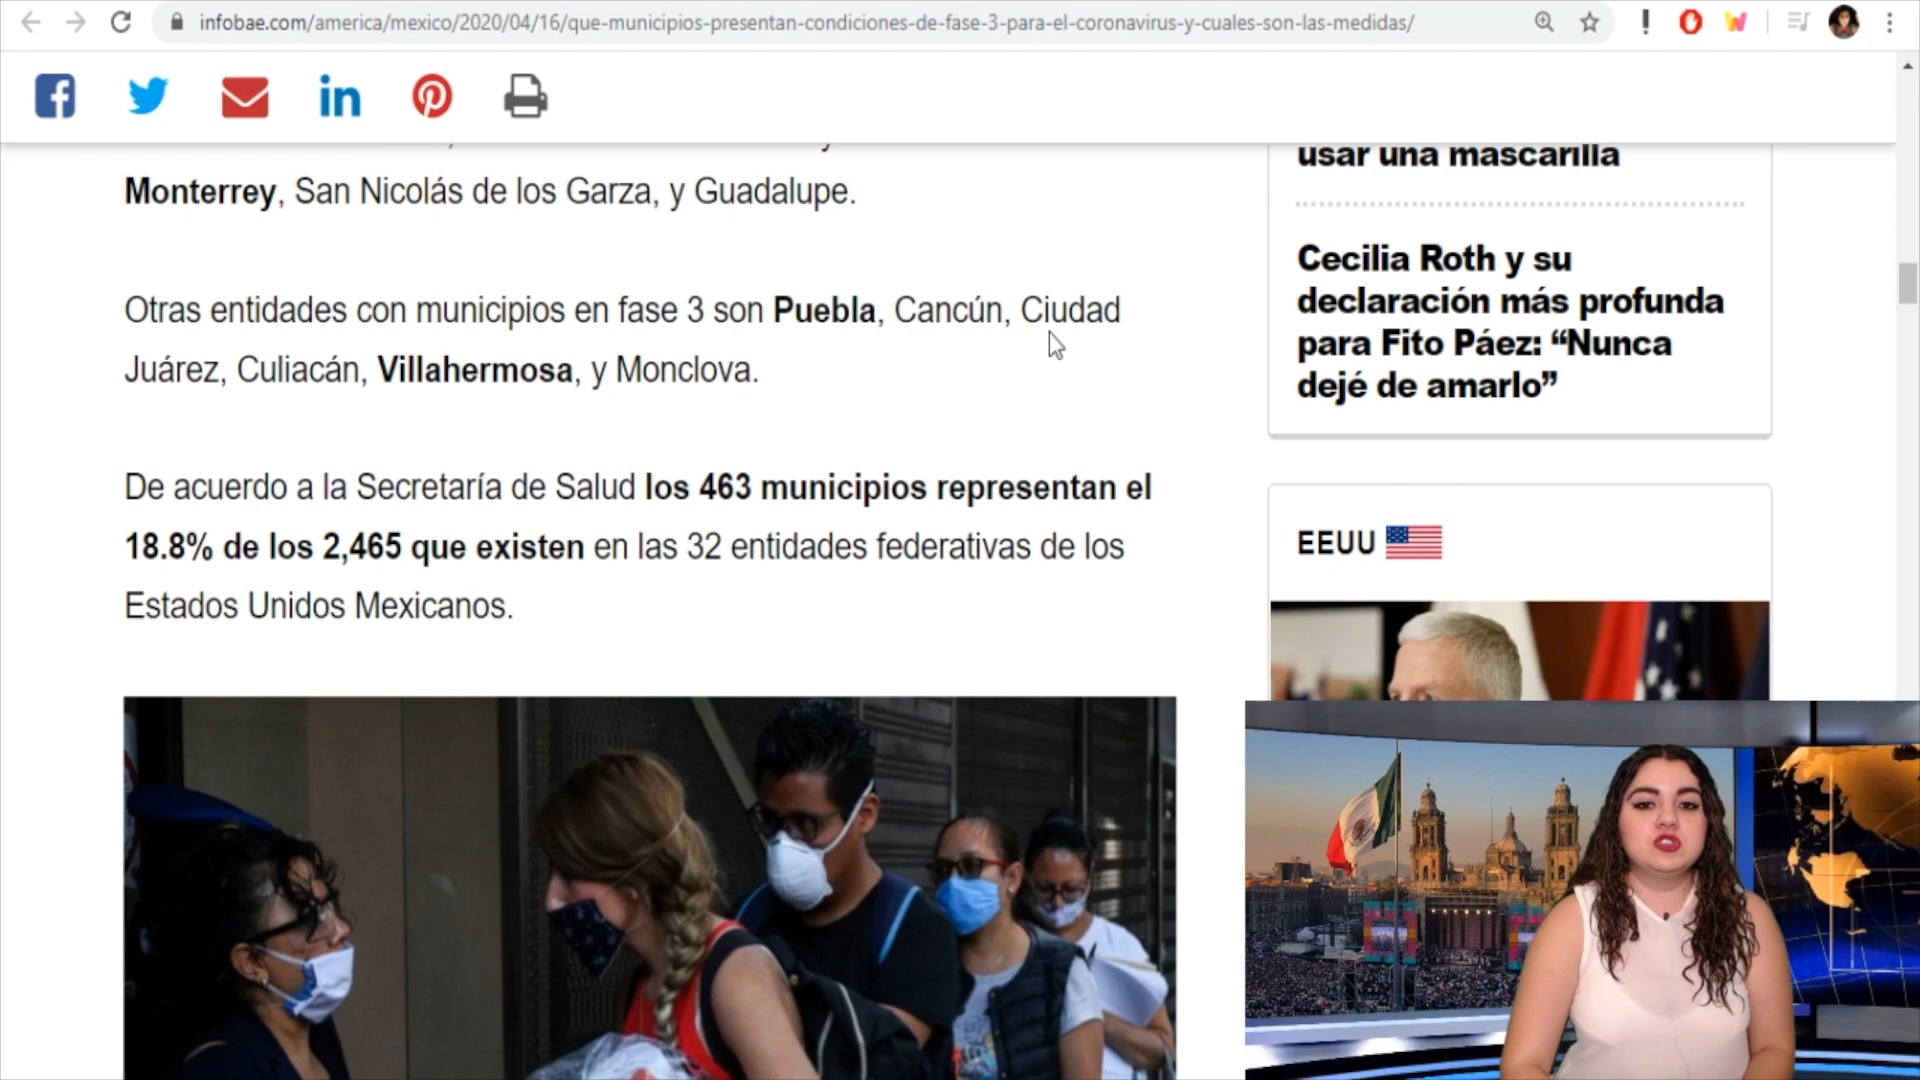 infobae.com/america/mexico/2020/04/16/que-municipios-presentan-condiciones-de-fase-3-para-el-coronavirus-y-cuales-son-las-medidas/
Monterrey, San Nicolás de los Garza, y Guadalupe.
Otras entidades con municipios en fase 3 son Puebla, Cancún, Ciudad
Juárez, Culiacán, Villahermosa, y Monclova.
De acuerdo a la Secretaría de Salud los 463 municipios representan el
18.8% de los 2,465 que existen en las 32 entidades federativas de los
Estados Unidos Mexicanos.
usar una mascarilla
Cecilia Roth y su
declaración más profunda
para Fito Páez: “Nunca
dejé de amarlo”
EEUU